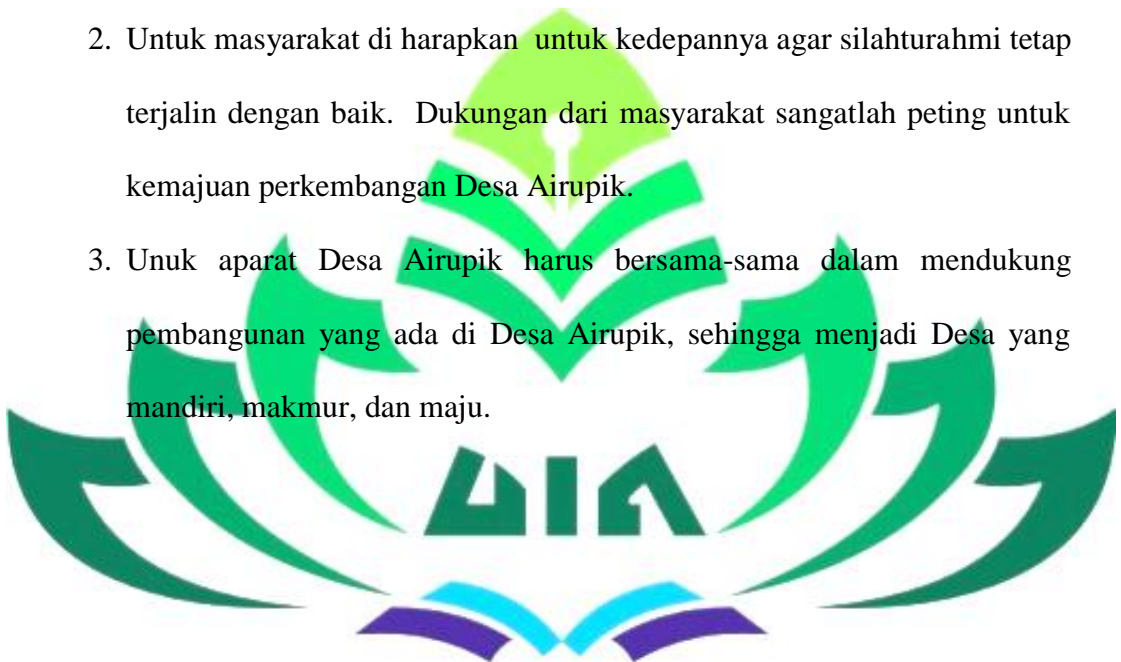 2. Untuk masyarakat di harapkan untuk kedepannya agar silahturahmi tetap
terjalin dengan baik. Dukungan dari masyarakat sangatlah peting untuk
kemajuan perkembangan Desa Airupik.
3. Unuk aparat Desa Airupik harus bersama-sama dalam mendukung
pembangunan yang ada di Desa Airupik, sehingga menjadi Desa yang
mandiri, makmur, dan maju.